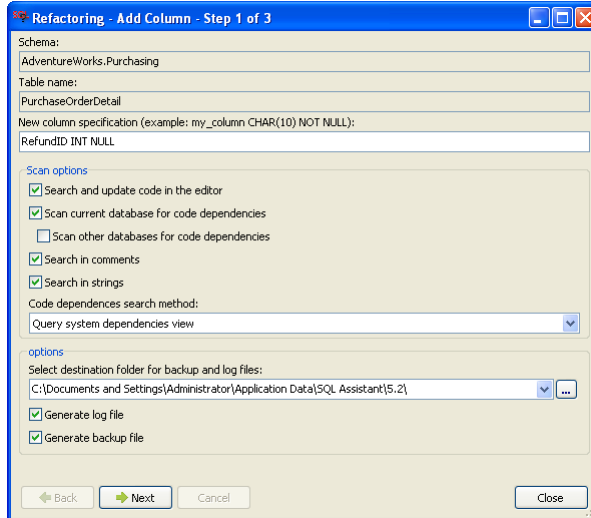 Refactoring - Add Column - Step 1 of 3
Schema:
AdventureWorks.Purchasing
Table name:
PurchaseOrderDetail
New column specification (example: my_column CHAR(10) NOT NULL):
RefundID INT NULL
Scan options
Search and update code in the editor
Scan current database for code dependencies
Scan other databases for code dependencies
Search in comments
Search in strings
Code dependences search method:
Query system dependencies view
options
Select destination folder for backup and log files:
C:\Documents and Settings\Administrator\Application Data\SQL Assistant\5.2\
...
Generate log file
Generate backup file
Back Next Cancel Close